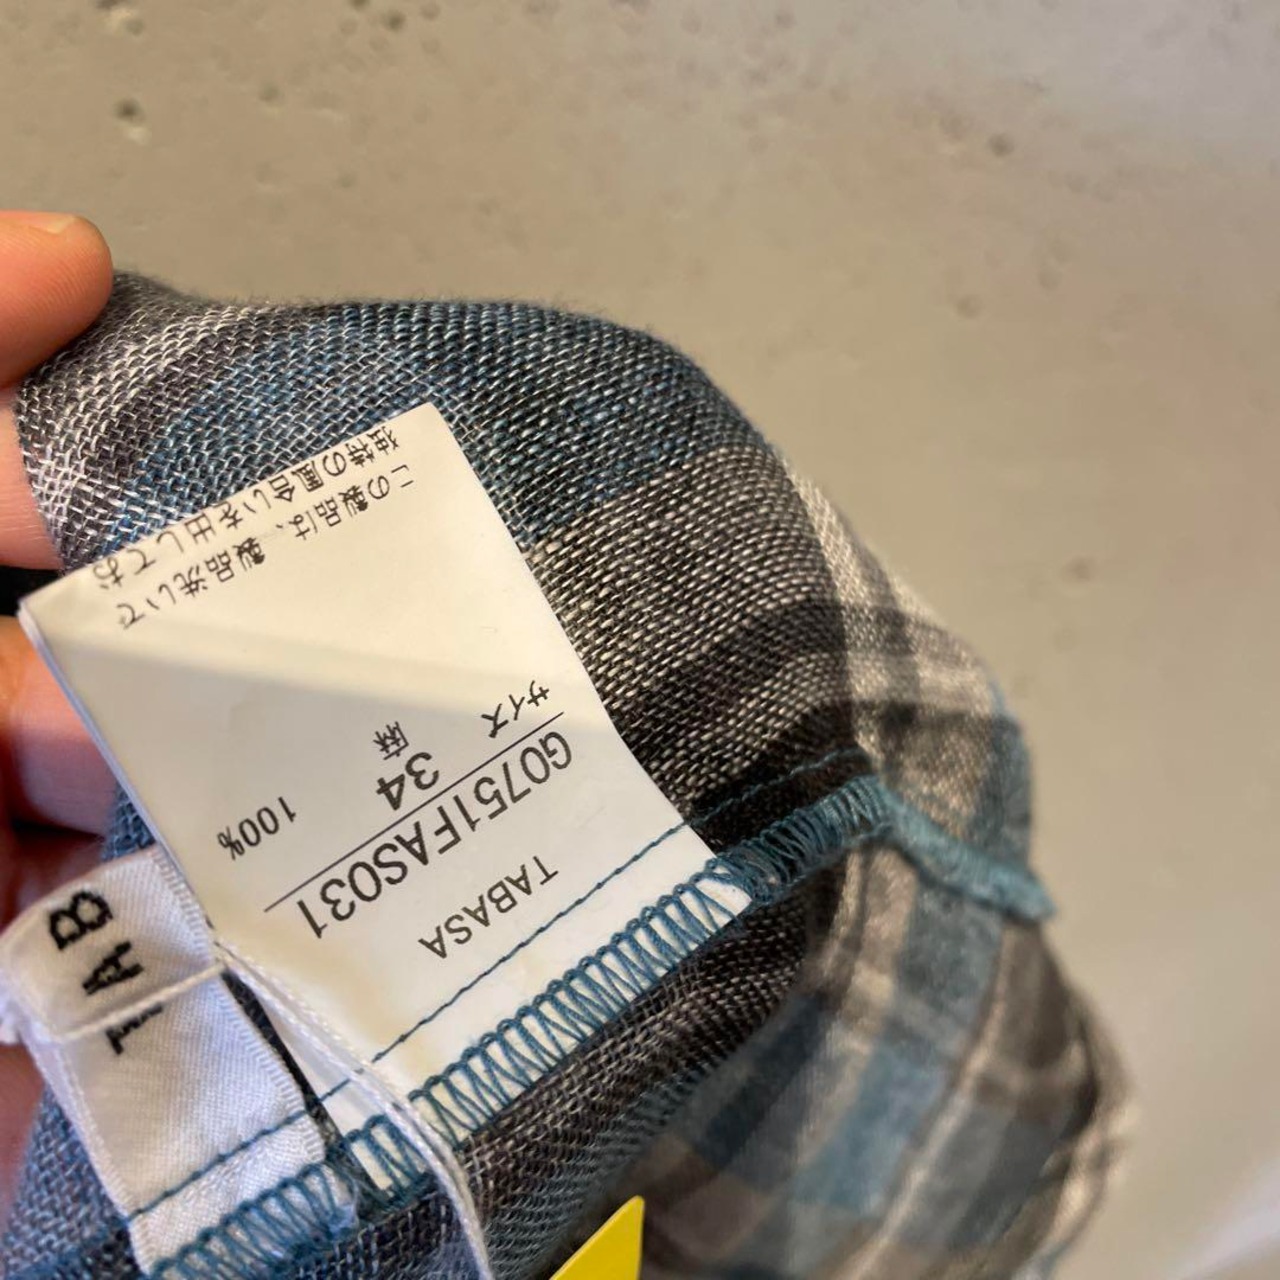 TABASA
G0751FAS031
サイズ 34
麻 100%
この製品は、製品洗いで
独特の風合いを出してお
TAB